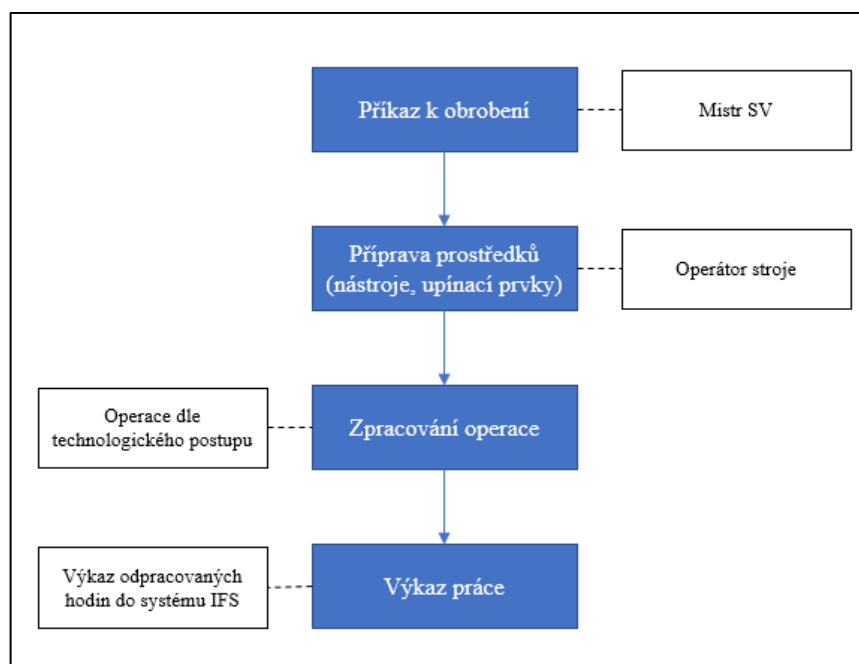 Příkaz k obrobení
Mistr SV
Příprava prostředků
(nástroje, upínací prvky)
Operátor stroje
Operace dle
technologického postupu
Zpracování operace
Výkaz odpracovaných
hodin do systému IFS
Výkaz práce